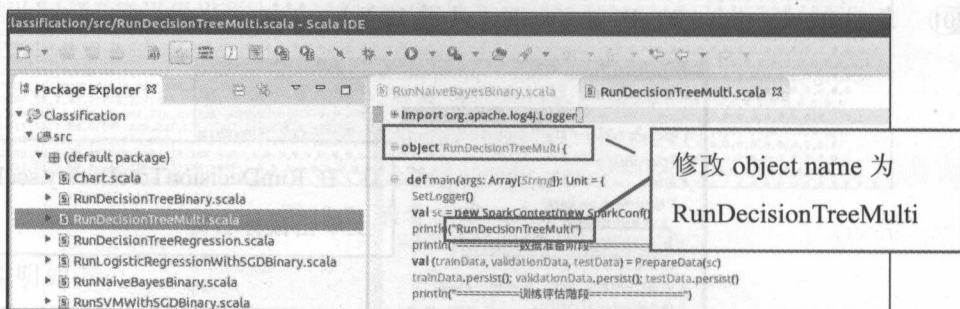 lassification/src/RunDecisionTreeMulti.scala - Scala IDE
Package Explorer
RunNaiveBayesBinary.scala
RunDecisionTreeMulti.scala
Classification
src
(default package)
Chart.scala
RunDecisionTreeBinary.scala
RunDecisionTreeMulti.scala
RunDecisionTreeRegression.scala
RunLogisticRegressionWithSGDBinary.scala
RunNaiveBayesBinary.scala
RunSVMWithSGDBinary.scala
import org.apache.log4j.Logger
object RunDecisionTreeMulti {
def main(args: Array[String]): Unit = {
SetLogger()
val sc = new SparkContext(new SparkConf()
println("RunDecisionTreeMulti")
println("==========数据准备阶段===============
val (trainData, validationData, testData) = PrepareData(sc)
trainData.persist(); validationData.persist(); testData.persist()
println("==========训练评估阶段===============")
修改 object name 为
RunDecisionTreeMulti